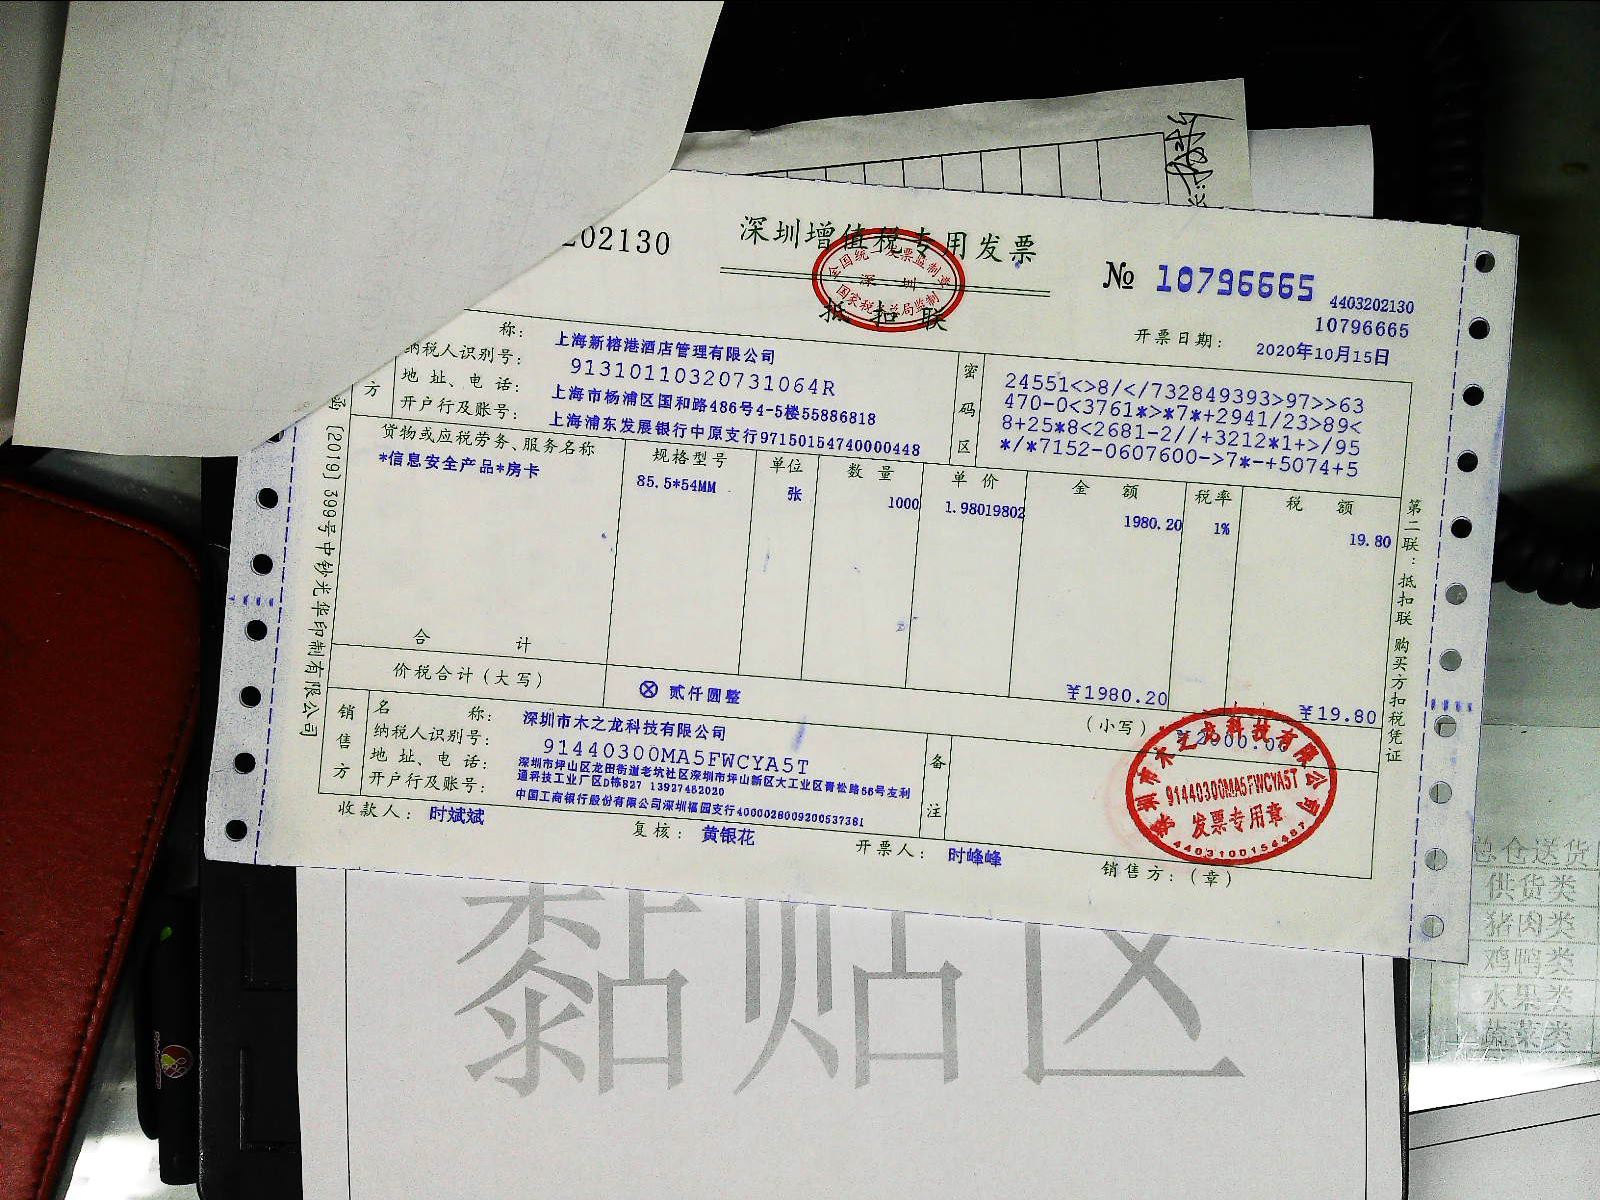 202130
深圳增值税专用发票
全国统一发票监制章
深圳
国家税务总局监制
抵扣联
№ 10796665
4403202130
10796665
开票日期： 2020年10月15日
称： 上海新榕港酒店管理有限公司
纳税人识别号： 91310110320731064R
地址、电话： 上海市杨浦区国和路486号4-5楼55886818
开户行及账号： 上海浦东发展银行中原支行97150154740000448
方
密码区
24551<>8/</732849393>97>>63
470-0<3761*>*7*+2941/23>89<
8+25*8<2681-2//+3212*1+>/95
*/*7152-0607600->7*-+5074+5
货物或应税劳务、服务名称 规格型号 单位 数量 单价 金额 税率 税额
*信息安全产品*房卡 85.5*54MM 张 1000 1.98019802 1980.20 1% 19.80
合计 ¥1980.20 ¥19.80
价税合计（大写） ⊗贰仟圆整 （小写） ¥2000.00
销售方
名称： 深圳市木之龙科技有限公司
纳税人识别号： 91440300MA5FWCYA5T
地址、电话： 深圳市坪山区龙田街道老坑社区深圳市坪山新区大工业区青松路56号友利
通科技工业厂区D栋827 13927462020
开户行及账号： 中国工商银行股份有限公司深圳福园支行4000028009200537381
备注
收款人： 时斌斌 复核： 黄银花 开票人： 时峰峰 销售方：（章）
深圳市木之龙科技有限公司
91440300MA5FWCYA5T
发票专用章
4403100154487
函〔2019〕399号中钞光华印制有限公司
第二联：抵扣联 购买方扣税凭证
黏贴区
总仓送货
供货类
猪肉类
鸡鸭类
水果类
蔬菜类